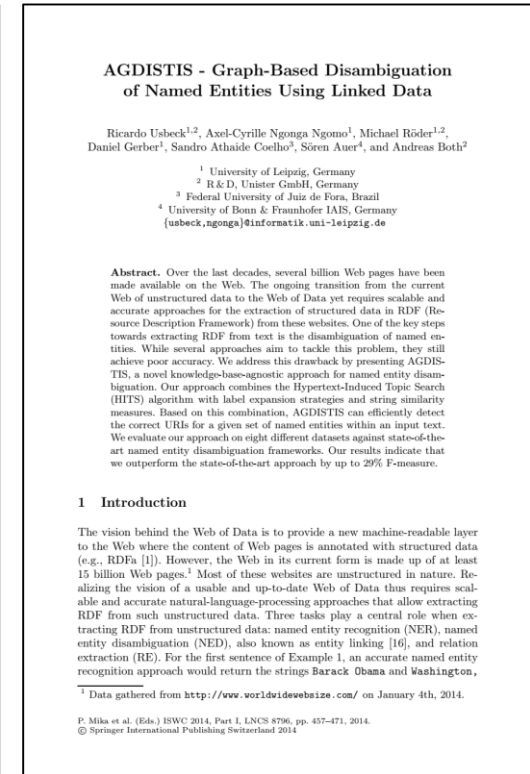 AGDISTIS - Graph-Based Disambiguation
of Named Entities Using Linked Data
Ricardo Usbeck1,2, Axel-Cyrille Ngonga Ngomo1, Michael Röder1,2,
Daniel Gerber1, Sandro Athaide Coelho3, Sören Auer4, and Andreas Both2
1 University of Leipzig, Germany
2 R & D, Unister GmbH, Germany
3 Federal University of Juiz de Fora, Brazil
4 University of Bonn & Fraunhofer IAIS, Germany
{usbeck,ngonga}@informatik.uni-leipzig.de
Abstract. Over the last decades, several billion Web pages have been
made available on the Web. The ongoing transition from the current
Web of unstructured data to the Web of Data yet requires scalable and
accurate approaches for the extraction of structured data in RDF (Re-
source Description Framework) from these websites. One of the key steps
towards extracting RDF from text is the disambiguation of named en-
tities. While several approaches aim to tackle this problem, they still
achieve poor accuracy. We address this drawback by presenting AGDIS-
TIS, a novel knowledge-base-agnostic approach for named entity disam-
biguation. Our approach combines the Hypertext-Induced Topic Search
(HITS) algorithm with label expansion strategies and string similarity
measures. Based on this combination, AGDISTIS can efficiently detect
the correct URIs for a given set of named entities within an input text.
We evaluate our approach on eight different datasets against state-of-the-
art named entity disambiguation frameworks. Our results indicate that
we outperform the state-of-the-art approach by up to 29% F-measure.
1 Introduction
The vision behind the Web of Data is to provide a new machine-readable layer
to the Web where the content of Web pages is annotated with structured data
(e.g., RDFa [1]). However, the Web in its current form is made up of at least
15 billion Web pages.1 Most of these websites are unstructured in nature. Re-
alizing the vision of a usable and up-to-date Web of Data thus requires scal-
able and accurate natural-language-processing approaches that allow extracting
RDF from such unstructured data. Three tasks play a central role when ex-
tracting RDF from unstructured data: named entity recognition (NER), named
entity disambiguation (NED), also known as entity linking [16], and relation
extraction (RE). For the first sentence of Example 1, an accurate named entity
recognition approach would return the strings Barack Obama and Washington,
1 Data gathered from http://www.worldwidewebsize.com/ on January 4th, 2014.
P. Mika et al. (Eds.) ISWC 2014, Part I, LNCS 8796, pp. 457–471, 2014.
© Springer International Publishing Switzerland 2014